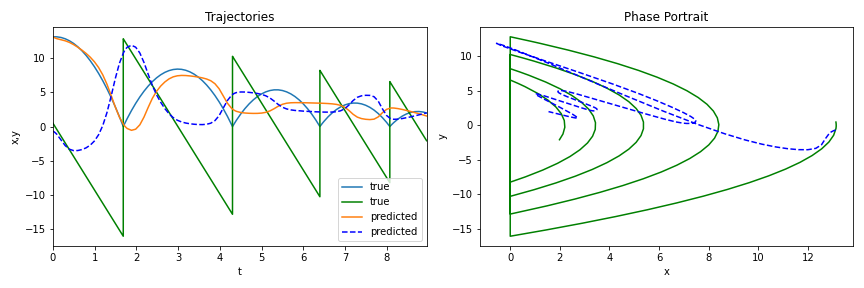 Trajectories
x,y
10
5
0
−5
−10
−15
0 1 2 3 4 5 6 7 8
t
true
true
predicted
predicted
Phase Portrait
y
10
5
0
−5
−10
−15
0 2 4 6 8 10 12
x